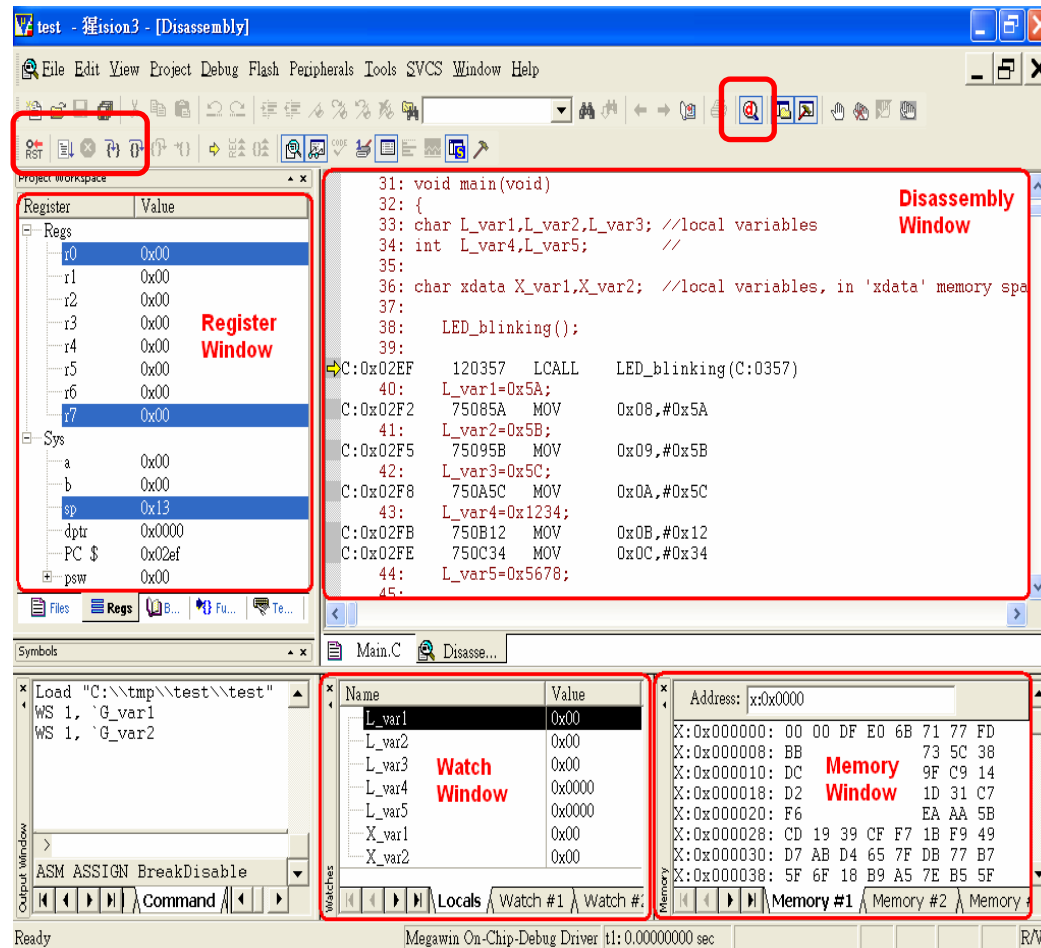 test - 猩ision3 - [Disassembly]
File Edit View Project Debug Flash Peripherals Tools SVCS Window Help
RST
Project Workspace
Register Value
Regs
r0 0x00
r1 0x00
r2 0x00
r3 0x00
r4 0x00
r5 0x00
r6 0x00
r7 0x00
Sys
a 0x00
b 0x00
sp 0x13
dptr 0x0000
PC $ 0x02ef
psw 0x00
Register
Window
Files Regs B... Fu... Te...
Symbols
31: void main(void)
32: {
33: char L_var1,L_var2,L_var3; //local variables
34: int L_var4,L_var5; //
35:
36: char xdata X_var1,X_var2; //local variables, in 'xdata' memory spa
37:
38: LED_blinking();
39:
C:0x02EF 120357 LCALL LED_blinking(C:0357)
40: L_var1=0x5A;
C:0x02F2 75085A MOV 0x08,#0x5A
41: L_var2=0x5B;
C:0x02F5 75095B MOV 0x09,#0x5B
42: L_var3=0x5C;
C:0x02F8 750A5C MOV 0x0A,#0x5C
43: L_var4=0x1234;
C:0x02FB 750B12 MOV 0x0B,#0x12
C:0x02FE 750C34 MOV 0x0C,#0x34
44: L_var5=0x5678;
45:
Disassembly
Window
Main.C Disasse...
Load "C:\\tmp\\test\\test"
WS 1, `G_var1
WS 1, `G_var2
>
ASM ASSIGN BreakDisable
Command
Output Window
Name Value
L_var1 0x00
L_var2 0x00
L_var3 0x00
L_var4 0x0000
L_var5 0x0000
X_var1 0x00
X_var2 0x00
Watch
Window
Locals Watch #1 Watch #2
Watches
Address: x:0x0000
X:0x000000: 00 00 DF E0 6B 71 77 FD
X:0x000008: BB 73 5C 38
X:0x000010: DC 9F C9 14
X:0x000018: D2 1D 31 C7
X:0x000020: F6 EA AA 5B
X:0x000028: CD 19 39 CF F7 1B F9 49
X:0x000030: D7 AB D4 65 7F DB 77 B7
X:0x000038: 5F 6F 18 B9 A5 7E B5 5F
Memory
Window
Memory #1 Memory #2 Memory #
Memory
Ready Megawin On-Chip-Debug Driver t1: 0.00000000 sec R/W